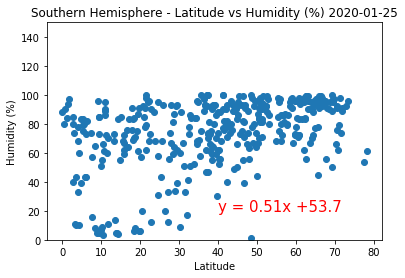 Southern Hemisphere - Latitude vs Humidity (%) 2020-01-25
140
120
100
80
60
40
20
0
Humidity (%)
y = 0.51x +53.7
0 10 20 30 40 50 60 70 80
Latitude